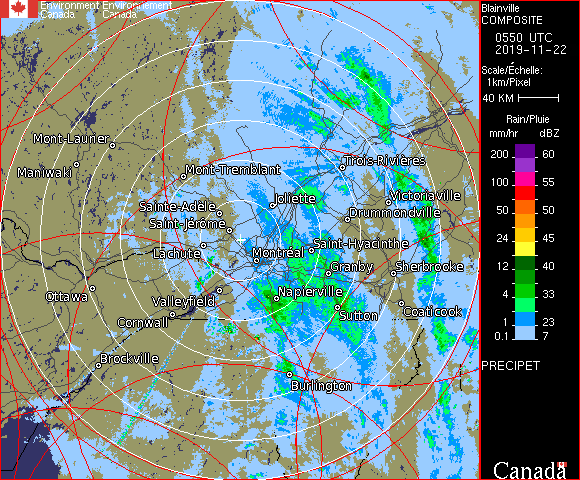 Environment Environnement
Canada Canada
Blainville
COMPOSITE
0550 UTC
2019-11-22
Scale/Échelle:
1km/Pixel
40 KM
Rain/Pluie
mm/hr dBZ
200 60
150 57
100 55
50 50
24 45
12 40
4 33
1 23
0.1 7
PRECIPET
Canada
Mont-Laurier
Maniwaki
Mont-Tremblant
Trois-Rivières
Sainte-Adèle
Joliette
Victoriaville
Saint-Jérôme
Drummondville
Lachute
Montréal
Saint-Hyacinthe
Granby
Sherbrooke
Ottawa
Valleyfield
Napierville
Cornwall
Sutton
Coaticook
Brockville
Burlington